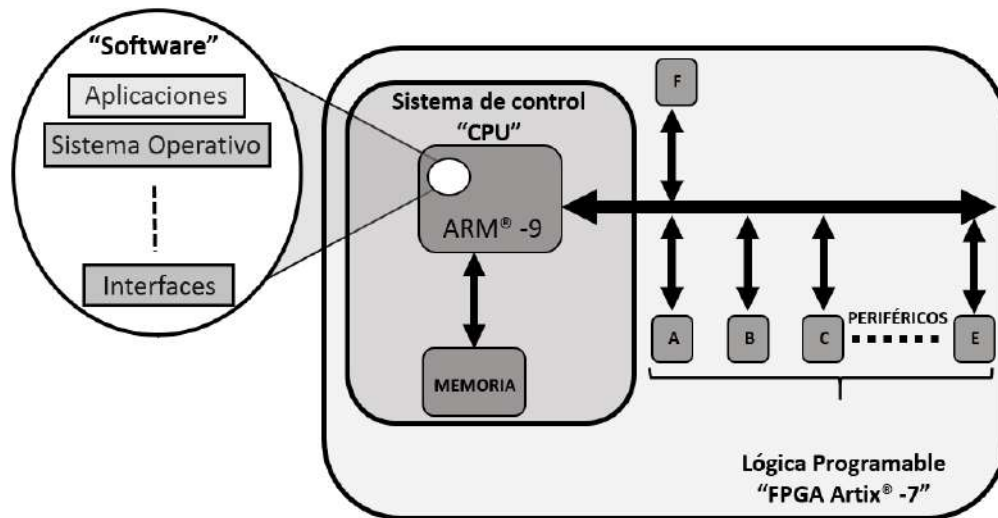 “Software”
Aplicaciones
Sistema Operativo
Interfaces
Sistema de control
“CPU”
ARM® -9
MEMORIA
F
A
B
C
PERIFÉRICOS
E
Lógica Programable
“FPGA Artix® -7”